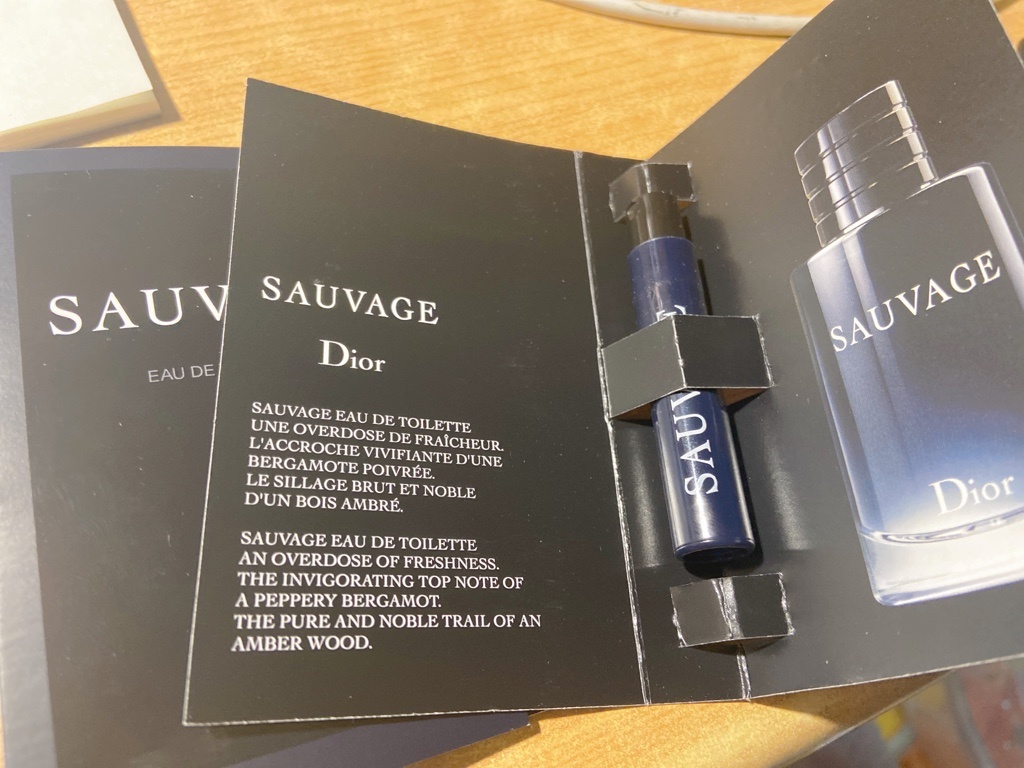 SAUV
EAU DE
SAUVAGE
Dior
SAUVAGE EAU DE TOILETTE
UNE OVERDOSE DE FRAÎCHEUR.
L'ACCROCHE VIVIFIANTE D'UNE
BERGAMOTE POIVRÉE.
LE SILLAGE BRUT ET NOBLE
D'UN BOIS AMBRÉ.
SAUVAGE EAU DE TOILETTE
AN OVERDOSE OF FRESHNESS.
THE INVIGORATING TOP NOTE OF
A PEPPERY BERGAMOT.
THE PURE AND NOBLE TRAIL OF AN
AMBER WOOD.
SAUV
SAUVAGE
Dior